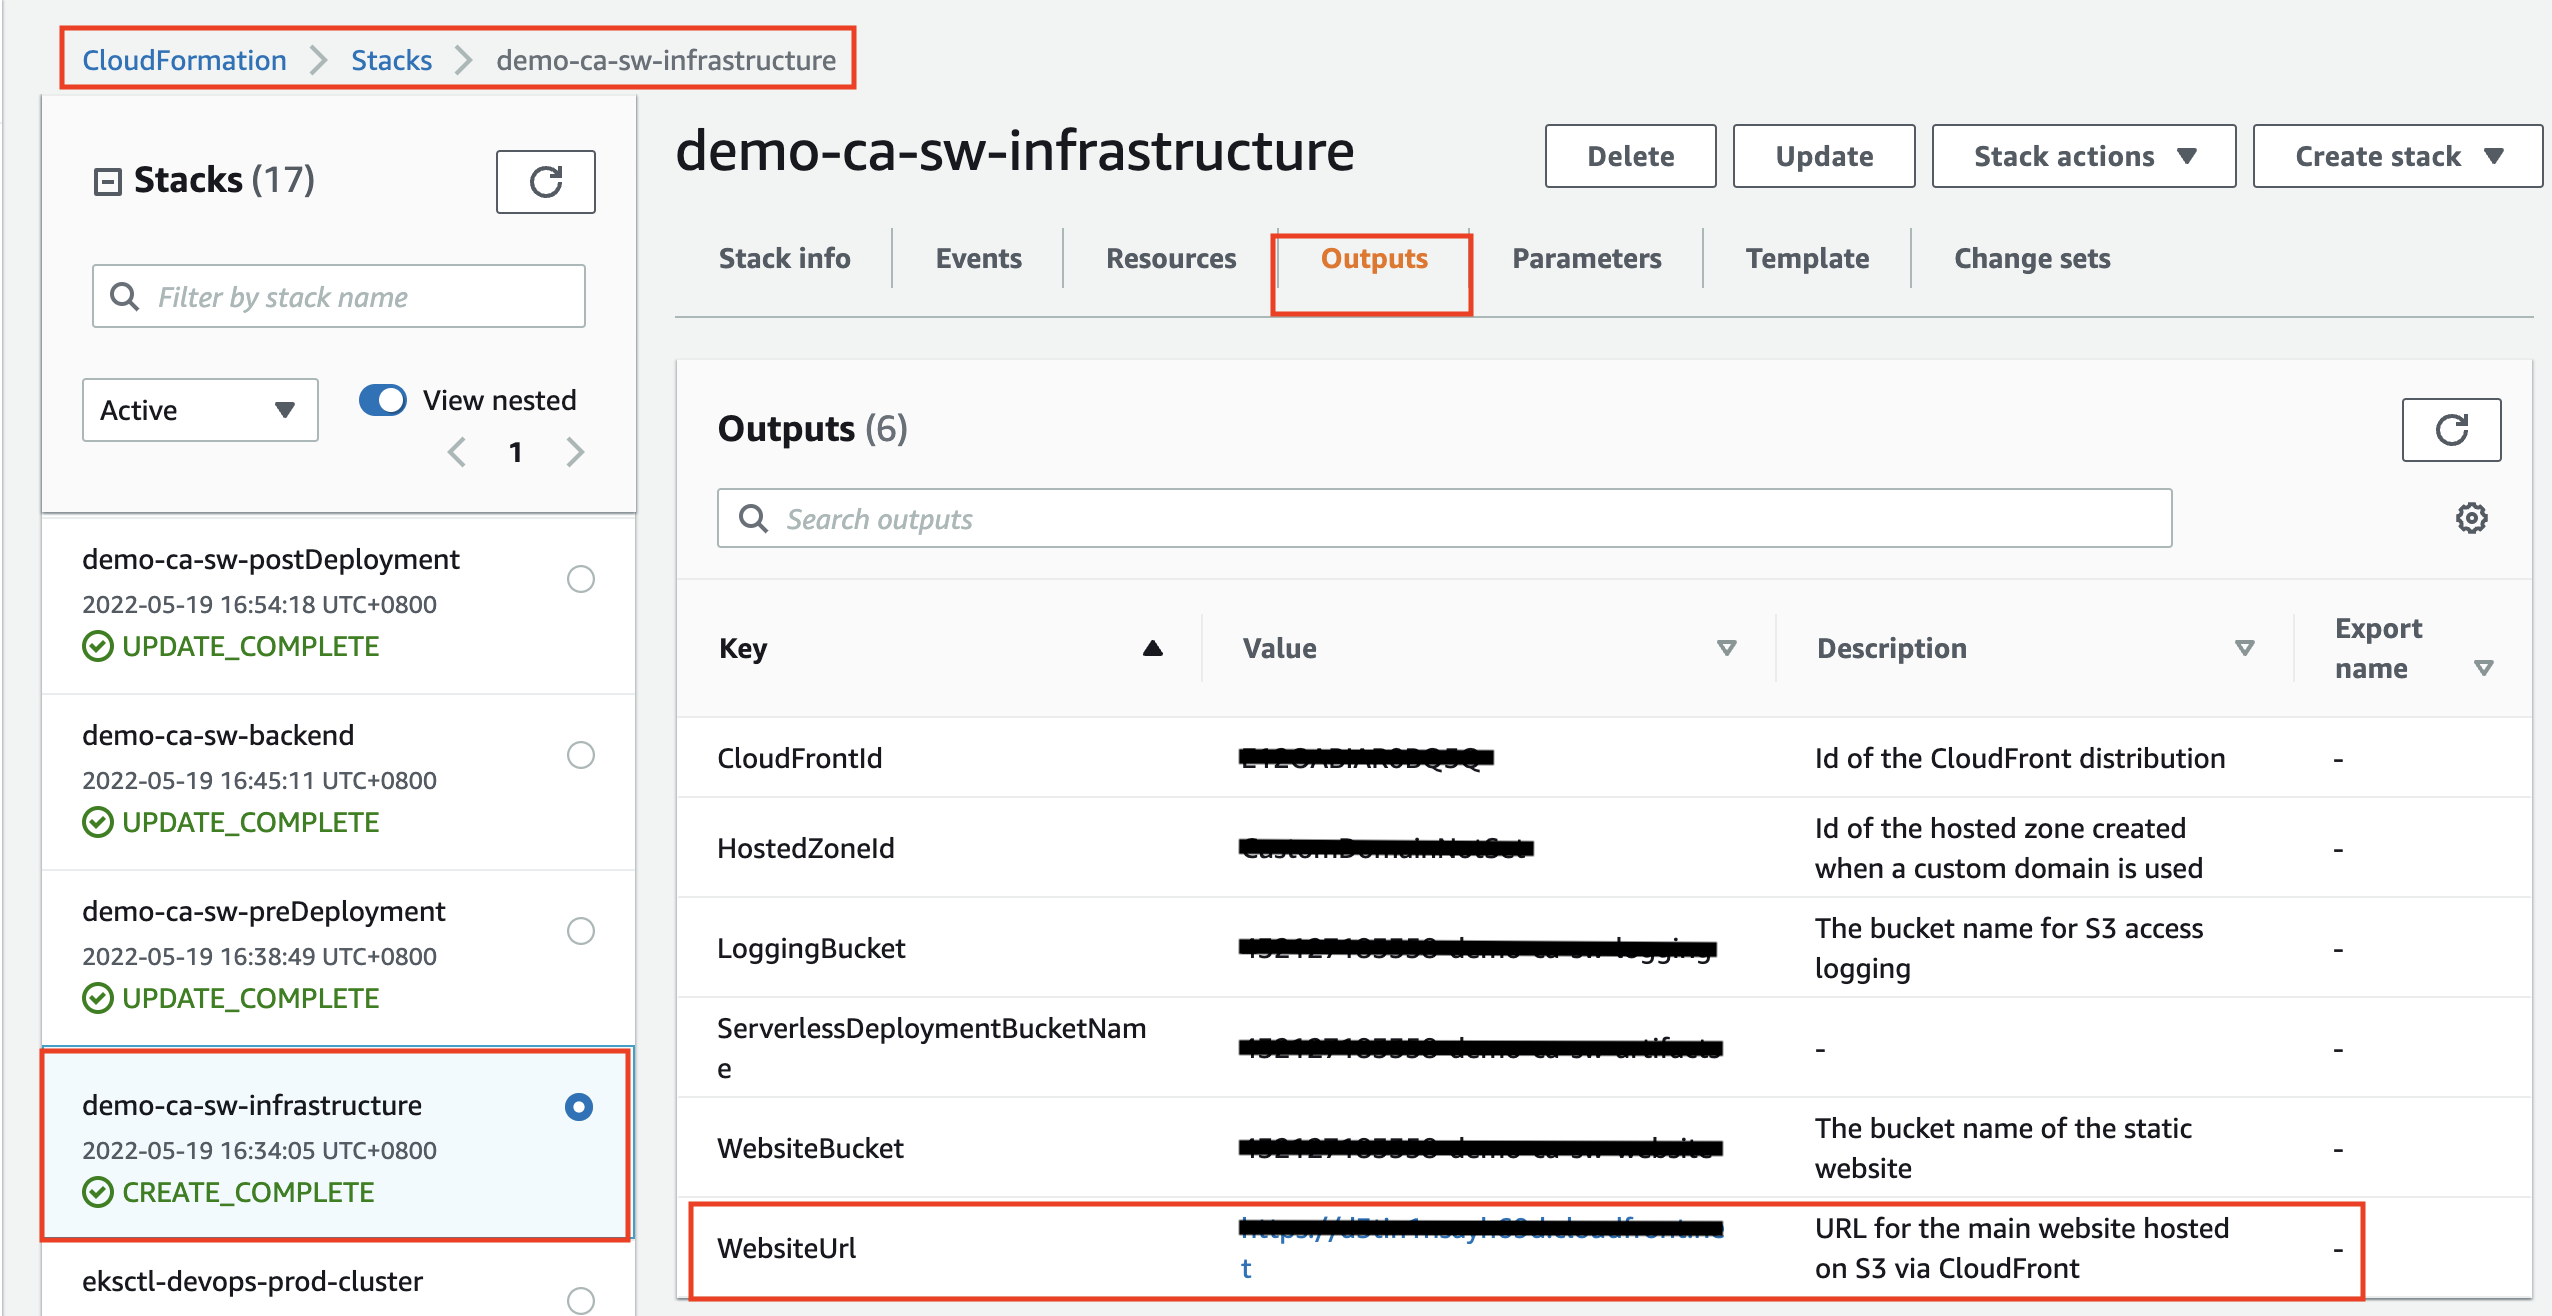 CloudFormation > Stacks > demo-ca-sw-infrastructure
Stacks (17)
Filter by stack name
Active
View nested
1
demo-ca-sw-postDeployment
2022-05-19 16:54:18 UTC+0800
UPDATE_COMPLETE
demo-ca-sw-backend
2022-05-19 16:45:11 UTC+0800
UPDATE_COMPLETE
demo-ca-sw-preDeployment
2022-05-19 16:38:49 UTC+0800
UPDATE_COMPLETE
demo-ca-sw-infrastructure
2022-05-19 16:34:05 UTC+0800
CREATE_COMPLETE
eksctl-devops-prod-cluster
demo-ca-sw-infrastructure
Delete Update Stack actions Create stack
Stack info Events Resources Outputs Parameters Template Change sets
Outputs (6)
Search outputs
Key Value Description Export name
CloudFrontId
Id of the CloudFront distribution
-
HostedZoneId
Id of the hosted zone created
when a custom domain is used
-
LoggingBucket
The bucket name for S3 access
logging
-
ServerlessDeploymentBucketNam
e
-
-
WebsiteBucket
The bucket name of the static
website
-
WebsiteUrl
t
URL for the main website hosted
on S3 via CloudFront
-